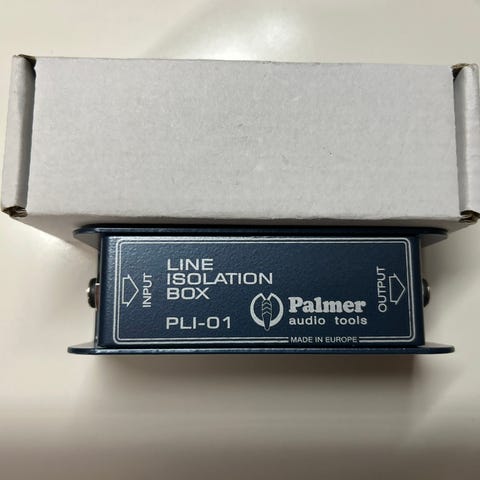 INPUT
LINE
ISOLATION
BOX
PLI-01
Palmer
audio tools
OUTPUT
MADE IN EUROPE